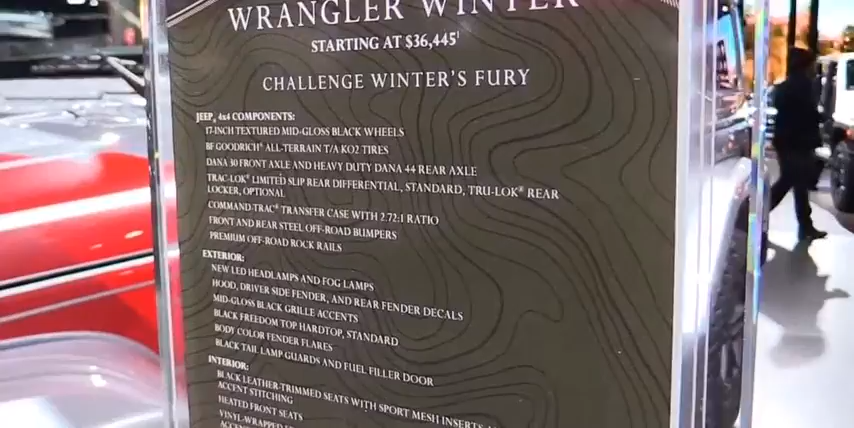 WRANGLER WINTER
STARTING AT $36,445¹
CHALLENGE WINTER'S FURY
JEEP® 4x4 COMPONENTS:
17-INCH TEXTURED MID-GLOSS BLACK WHEELS
BF GOODRICH® ALL-TERRAIN T/A KO2 TIRES
DANA 30 FRONT AXLE AND HEAVY DUTY DANA 44 REAR AXLE
TRAC-LOK® LIMITED SLIP REAR DIFFERENTIAL, STANDARD, TRU-LOK® REAR
LOCKER, OPTIONAL
COMMAND-TRAC® TRANSFER CASE WITH 2.72:1 RATIO
FRONT AND REAR STEEL OFF-ROAD BUMPERS
PREMIUM OFF-ROAD ROCK RAILS
EXTERIOR:
NEW LED HEADLAMPS AND FOG LAMPS
HOOD, DRIVER SIDE FENDER, AND REAR FENDER DECALS
MID-GLOSS BLACK GRILLE ACCENTS
BLACK FREEDOM TOP HARDTOP, STANDARD
BODY COLOR FENDER FLARES
BLACK TAIL LAMP GUARDS AND FUEL FILLER DOOR
INTERIOR:
BLACK LEATHER-TRIMMED SEATS WITH SPORT MESH INSERTS
ACCENT STITCHING
HEATED FRONT SEATS
VINYL-WRAPPED